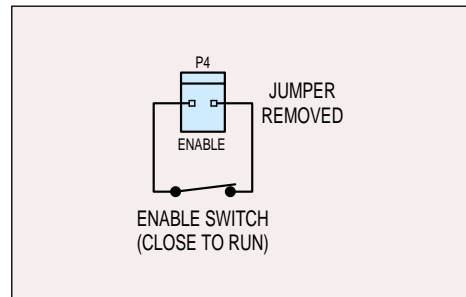 P4
JUMPER
REMOVED
ENABLE
ENABLE SWITCH
(CLOSE TO RUN)